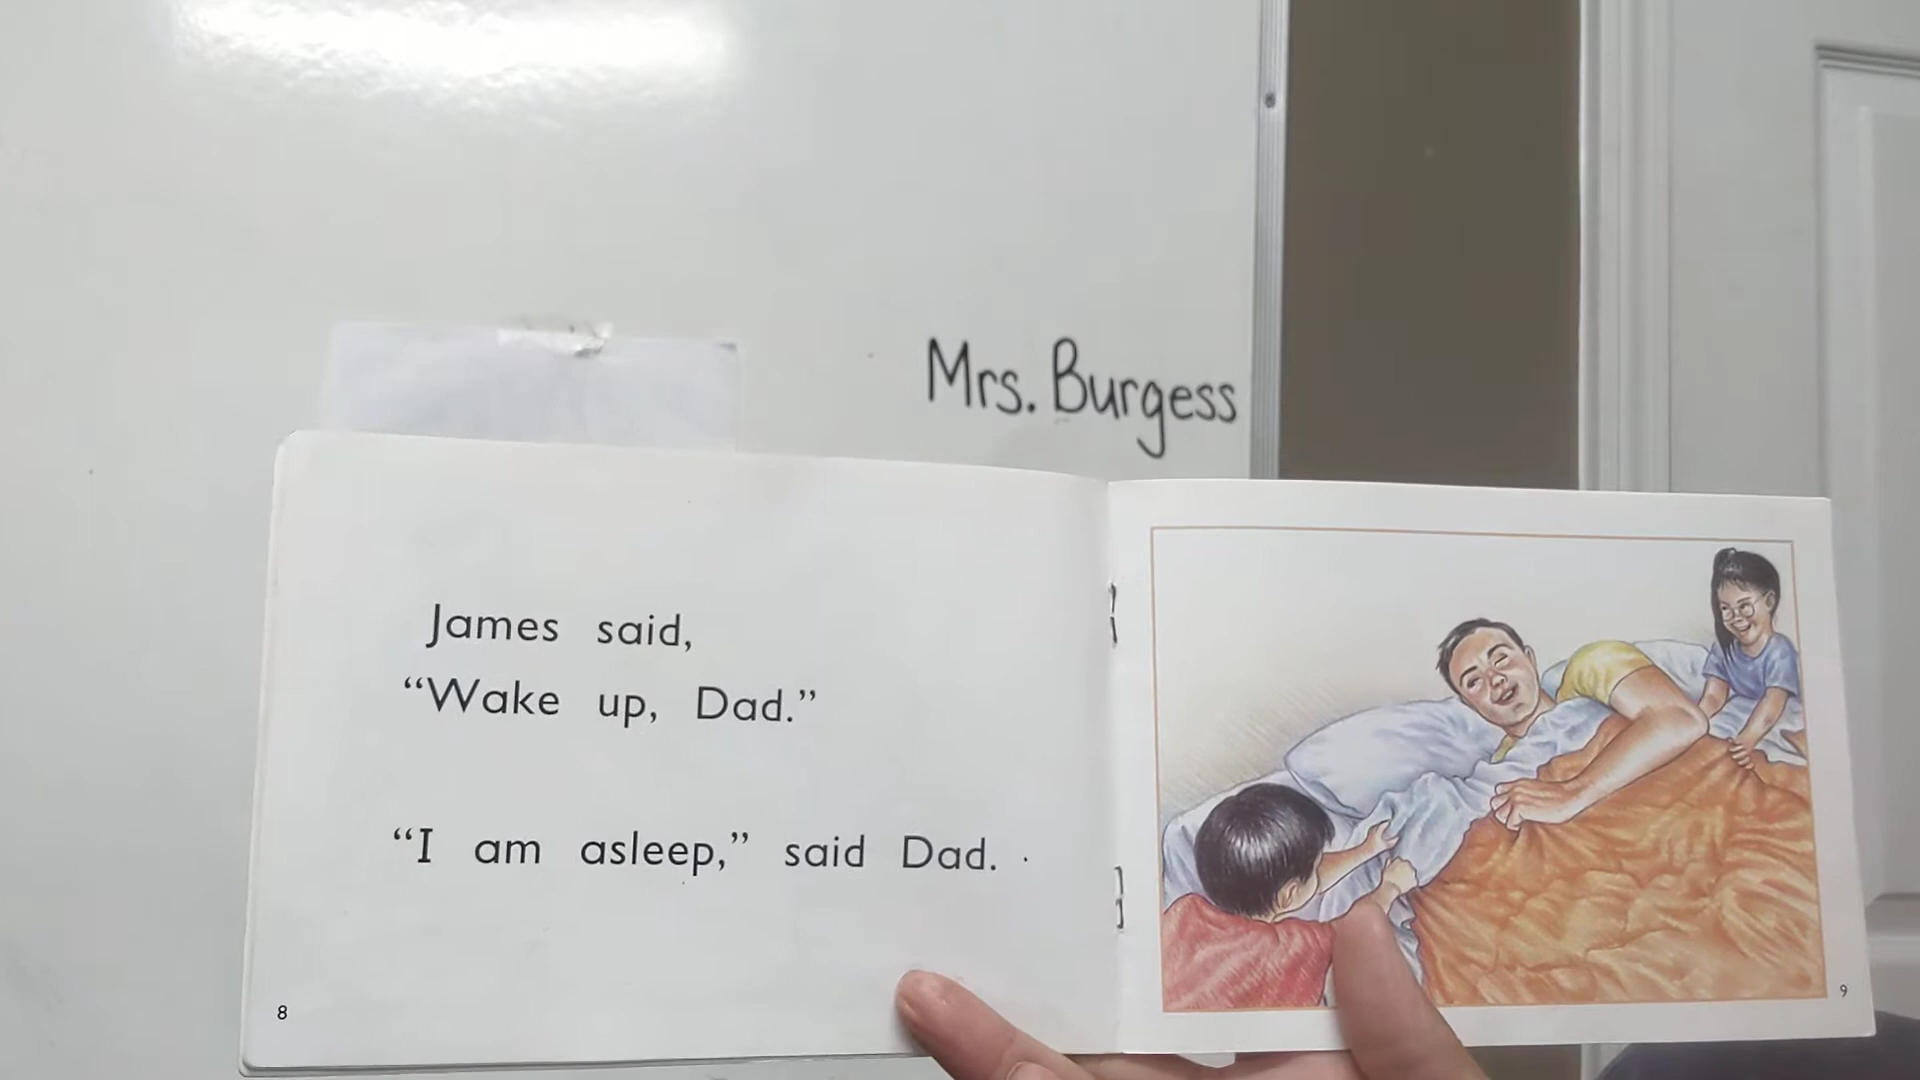 Mrs. Burgess
James said,
“Wake up, Dad.”
“I am asleep,” said Dad.
8
9